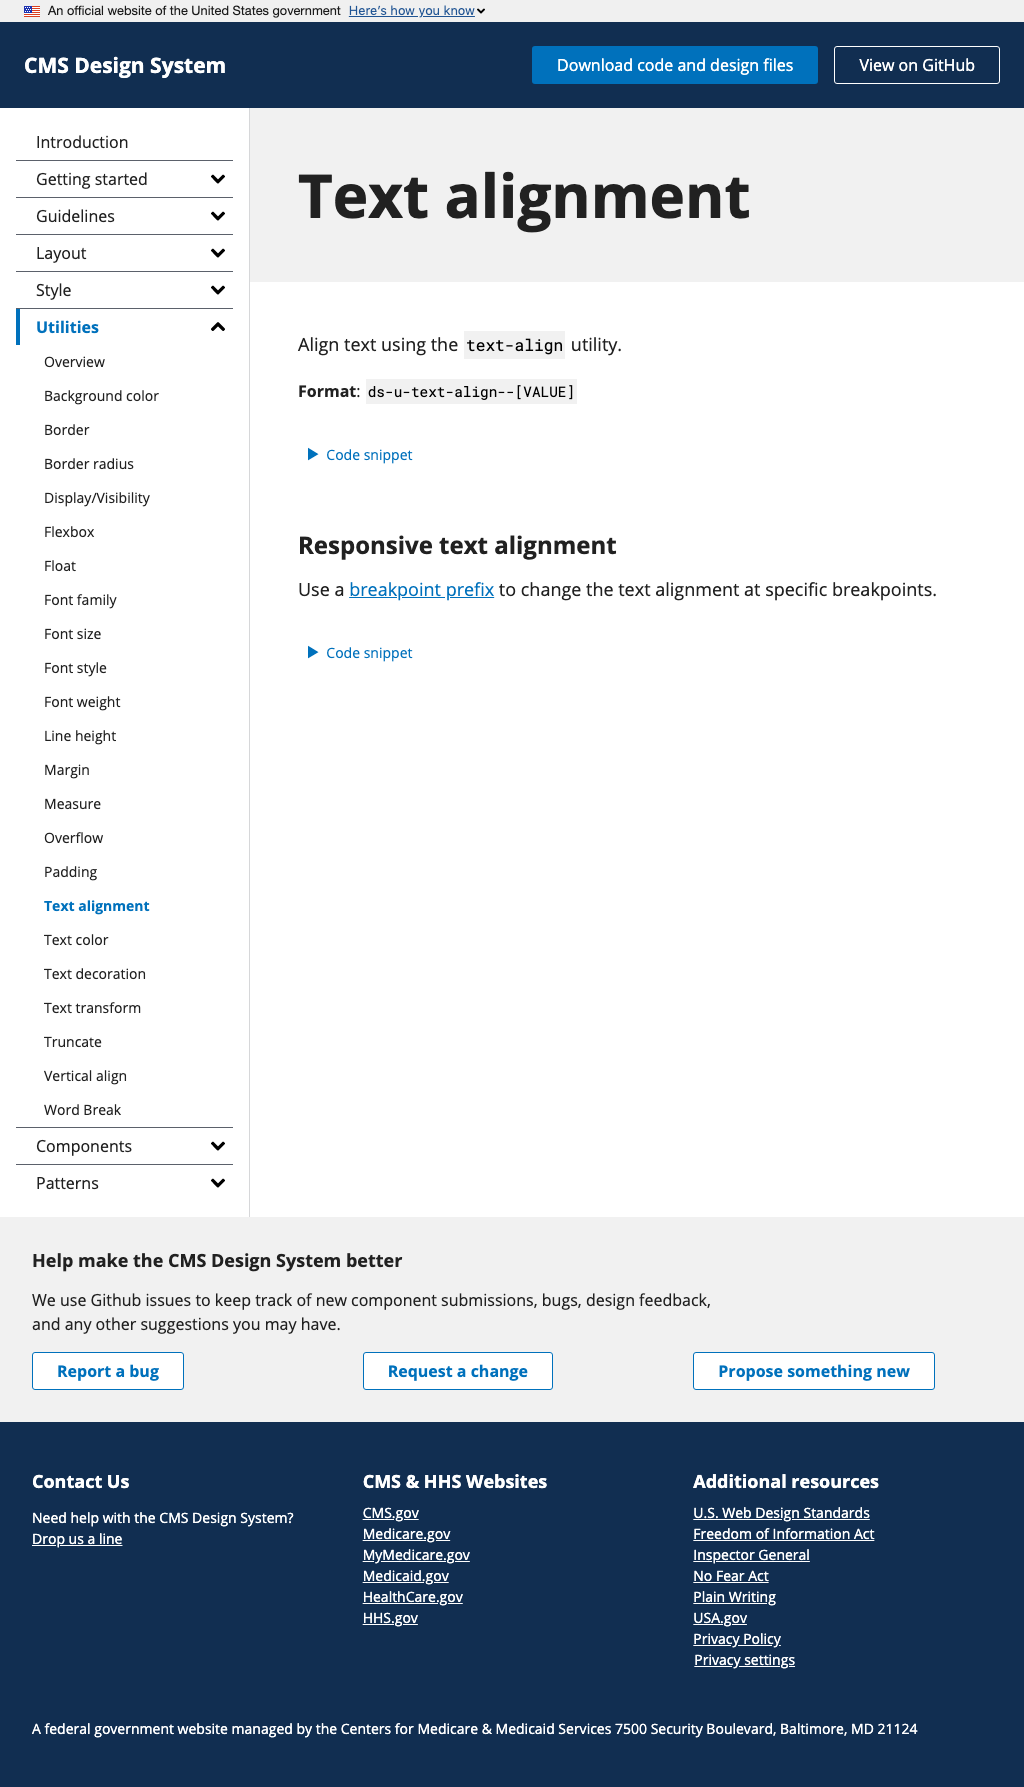 An official website of the United States government Here's how you know
CMS Design System
Download code and design files
View on GitHub
Introduction
Getting started
Guidelines
Layout
Style
Utilities
Overview
Background color
Border
Border radius
Display/Visibility
Flexbox
Float
Font family
Font size
Font style
Font weight
Line height
Margin
Measure
Overflow
Padding
Text alignment
Text color
Text decoration
Text transform
Truncate
Vertical align
Word Break
Components
Patterns
Text alignment
Align text using the text-align utility.
Format: ds-u-text-align--[VALUE]
Code snippet
Responsive text alignment
Use a breakpoint prefix to change the text alignment at specific breakpoints.
Code snippet
Help make the CMS Design System better
We use Github issues to keep track of new component submissions, bugs, design feedback,
and any other suggestions you may have.
Report a bug
Request a change
Propose something new
Contact Us
Need help with the CMS Design System?
Drop us a line
CMS & HHS Websites
CMS.gov
Medicare.gov
MyMedicare.gov
Medicaid.gov
HealthCare.gov
HHS.gov
Additional resources
U.S. Web Design Standards
Freedom of Information Act
Inspector General
No Fear Act
Plain Writing
USA.gov
Privacy Policy
Privacy settings
A federal government website managed by the Centers for Medicare & Medicaid Services 7500 Security Boulevard, Baltimore, MD 21124